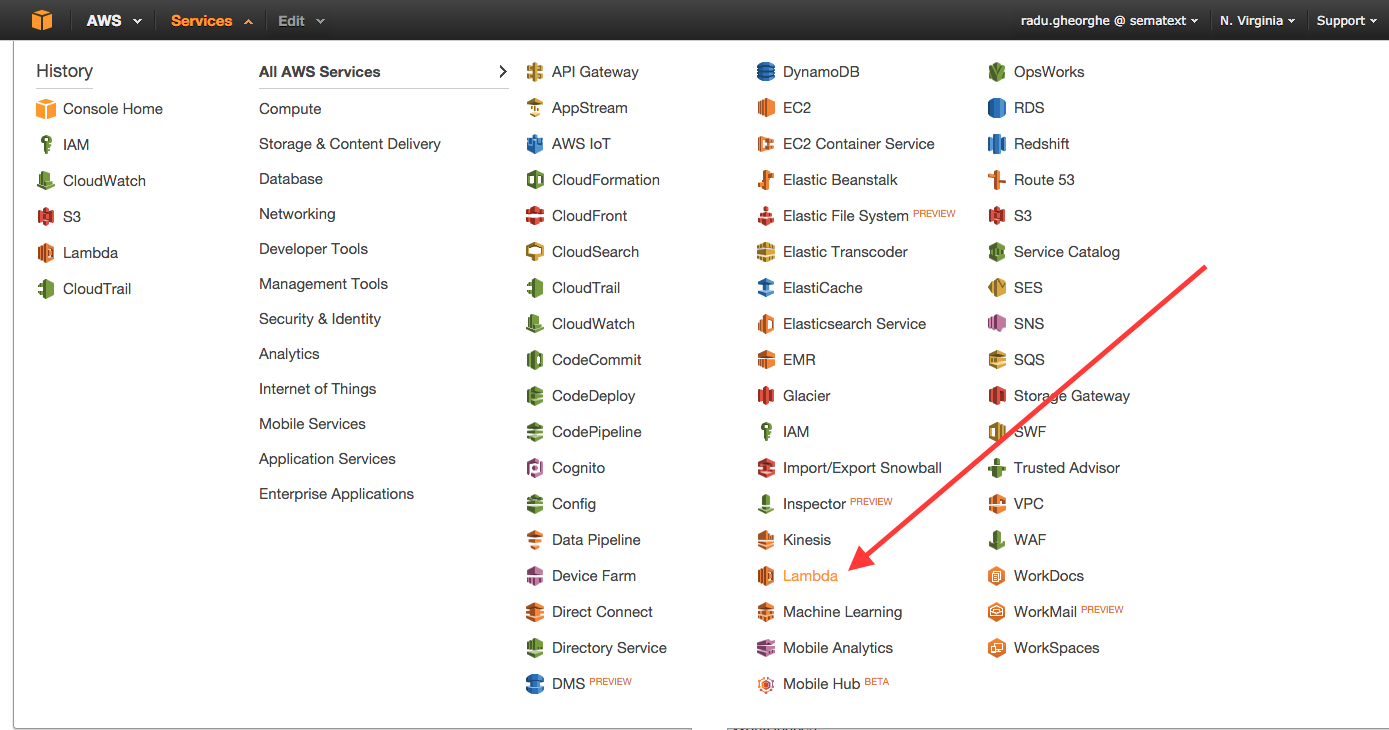 AWS Services Edit radu.gheorghe @ sematext N. Virginia Support
History
Console Home
IAM
CloudWatch
S3
Lambda
CloudTrail
All AWS Services
Compute
Storage & Content Delivery
Database
Networking
Developer Tools
Management Tools
Security & Identity
Analytics
Internet of Things
Mobile Services
Application Services
Enterprise Applications
API Gateway
AppStream
AWS IoT
CloudFormation
CloudFront
CloudSearch
CloudTrail
CloudWatch
CodeCommit
CodeDeploy
CodePipeline
Cognito
Config
Data Pipeline
Device Farm
Direct Connect
Directory Service
DMS PREVIEW
DynamoDB
EC2
EC2 Container Service
Elastic Beanstalk
Elastic File System PREVIEW
Elastic Transcoder
ElastiCache
Elasticsearch Service
EMR
Glacier
IAM
Import/Export Snowball
Inspector PREVIEW
Kinesis
Lambda
Machine Learning
Mobile Analytics
Mobile Hub BETA
OpsWorks
RDS
Redshift
Route 53
S3
Service Catalog
SES
SNS
SQS
Storage Gateway
SWF
Trusted Advisor
VPC
WAF
WorkDocs
WorkMail PREVIEW
WorkSpaces